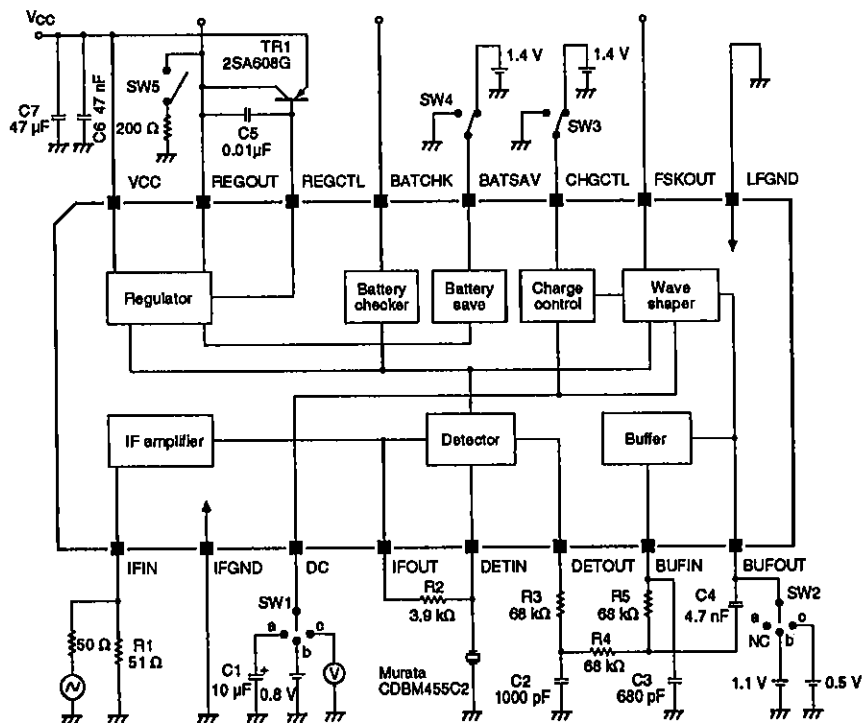 VCC
TR1
2SA608G
1.4 V
1.4 V
SW5
C7
47 µF
C6 47 nF
200 Ω
C5
0.01µF
SW4
SW3
VCC
REGOUT
REGCTL
BATCHK
BATSAV
CHGCTL
FSKOUT
LFGND
Regulator
Battery
checker
Battery
save
Charge
control
Wave
shaper
IF amplifier
Detector
Buffer
IFIN
IFGND
DC
IFOUT
DETIN
DETOUT
BUFIN
BUFOUT
50 Ω
R1
51 Ω
SW1
a
c
b
C1
+
10 µF
0.8 V
V
R2
3.9 kΩ
Murata
CDBM455C2
R3
68 kΩ
R5
68 kΩ
R4
68 kΩ
C2
1000 pF
C3
680 pF
C4
4.7 nF
SW2
a
c
NC
b
1.1 V
0.5 V